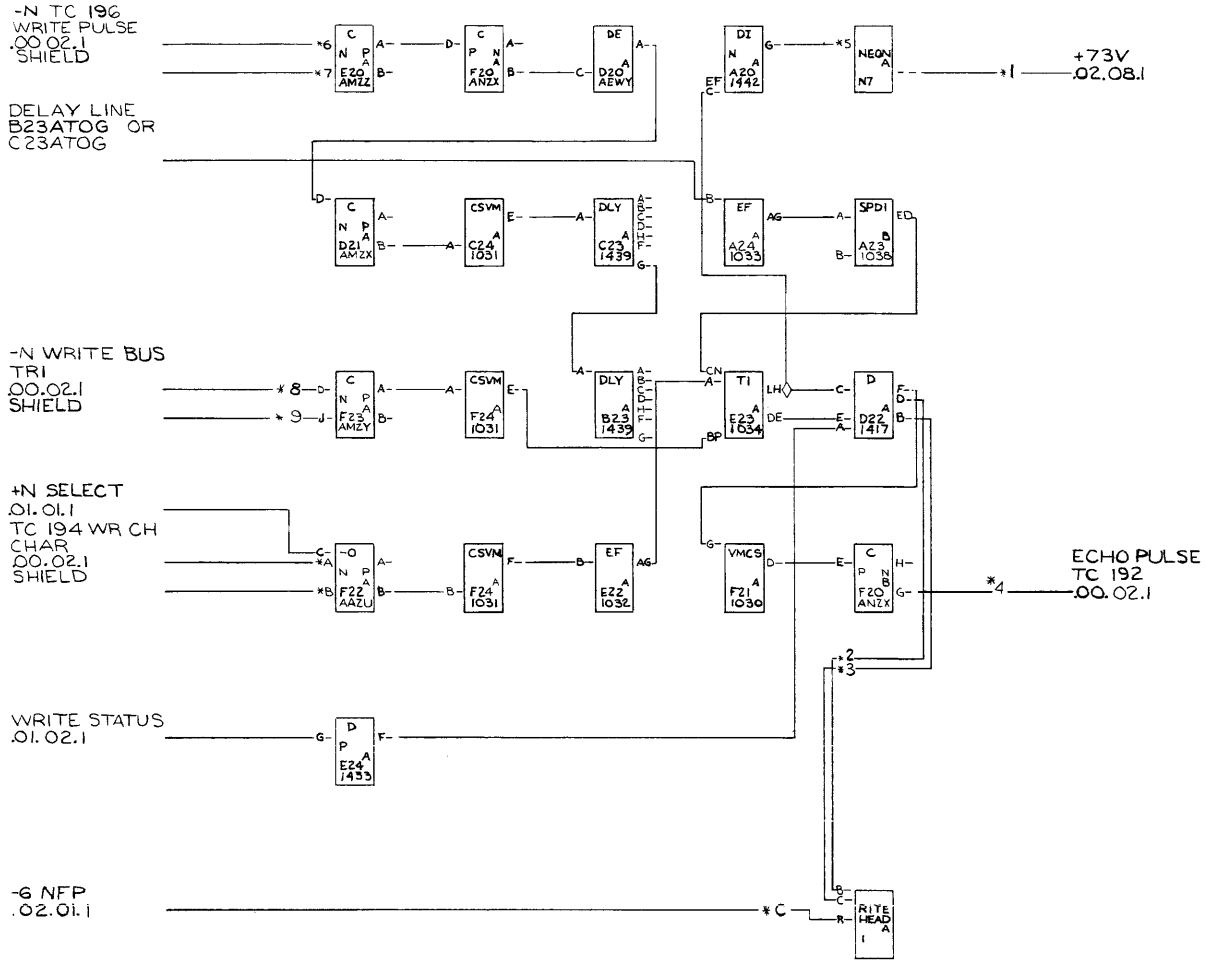 -N TC 196
WRITE PULSE
.00.02.1
SHIELD
*6
*7
C
N P
A
E20
AMZZ
A-
B-
D-
C
P N
A
F20
ANZX
A-
B-
C-
DE
A
D20
AEWY
A-
EF
C-
DI
N
A
A20
1442
G-
*5
NEON
A
N7
*1
+73V
.02.08.1
DELAY LINE
B23ATOG OR
C23ATOG
D-
C
N P
A
D21
AMZX
A-
B-
A-
CSVM
A
C24
1031
E-
A-
DLY
A
C23
1439
A-
B-
C-
D-
H-
F-
G-
B-
EF
A
A24
1033
AG
A-
B-
SPDI
B
A23
1038
ED
-N WRITE BUS
TR1
.00.02.1
SHIELD
*8
D-
*9
J-
C
N P
A
F23
AMZY
A-
B-
A-
CSVM
A
F24
1031
E-
A-
DLY
A
B23
1439
A-
B-
C-
D-
H-
F-
G-
CN
A-
BP
TI
A
E23
1034
LH
DE
C-
E-
A-
D
A
D22
1417
F-
D-
B-
+N SELECT
.01.01.1
TC 194 WR CH
CHAR
.00.02.1
SHIELD
C-
*A
*B
-O
N P
A
F22
AAZU
A-
B-
B-
CSVM
A
F24
1031
F-
B-
EF
A
E22
1032
AG
G-
VMCS
A
F21
1030
D-
E-
C
P N
B
F20
ANZX
H-
G-
*4
ECHO PULSE
TC 192
.00.02.1
*2
*3
WRITE STATUS
.01.02.1
G-
D
P
A
E24
1433
F-
-6 NFP
.02.01.1
*C
B-
C-
R-
RITE
HEAD
A
1